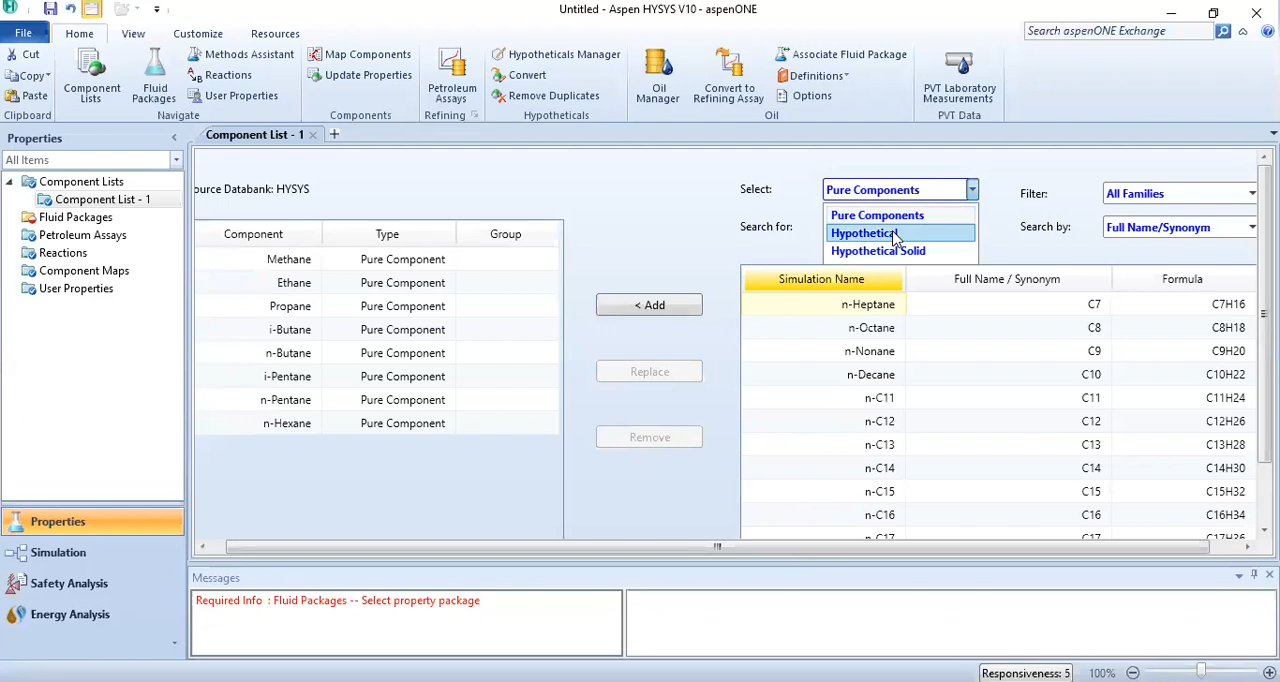 Untitled - Aspen HYSYS V10 - aspenONE
File
Home
View
Customize
Resources
Search aspenONE Exchange
Cut
Copy
Paste
Clipboard
Component Lists
Fluid Packages
Methods Assistant
Reactions
User Properties
Navigate
Map Components
Update Properties
Components
Petroleum Assays
Refining
Hypotheticals Manager
Convert
Remove Duplicates
Hypotheticals
Oil Manager
Convert to Refining Assay
Associate Fluid Package
Definitions
Options
Oil
PVT Laboratory Measurements
PVT Data
Properties
All Items
Component Lists
Component List - 1
Fluid Packages
Petroleum Assays
Reactions
Component Maps
User Properties
Properties
Simulation
Safety Analysis
Energy Analysis
Component List - 1
ource Databank: HYSYS
Component Type Group
Methane Pure Component
Ethane Pure Component
Propane Pure Component
i-Butane Pure Component
n-Butane Pure Component
i-Pentane Pure Component
n-Pentane Pure Component
n-Hexane Pure Component
< Add
Replace
Remove
Select: Pure Components
Filter: All Families
Search for:
Search by: Full Name/Synonym
Pure Components
Hypothetical
Hypothetical Solid
Simulation Name Full Name / Synonym Formula
n-Heptane C7 C7H16
n-Octane C8 C8H18
n-Nonane C9 C9H20
n-Decane C10 C10H22
n-C11 C11 C11H24
n-C12 C12 C12H26
n-C13 C13 C13H28
n-C14 C14 C14H30
n-C15 C15 C15H32
n-C16 C16 C16H34
n-C17 C17 C17H36
Messages
Required Info : Fluid Packages -- Select property package
Responsiveness: 5
100%